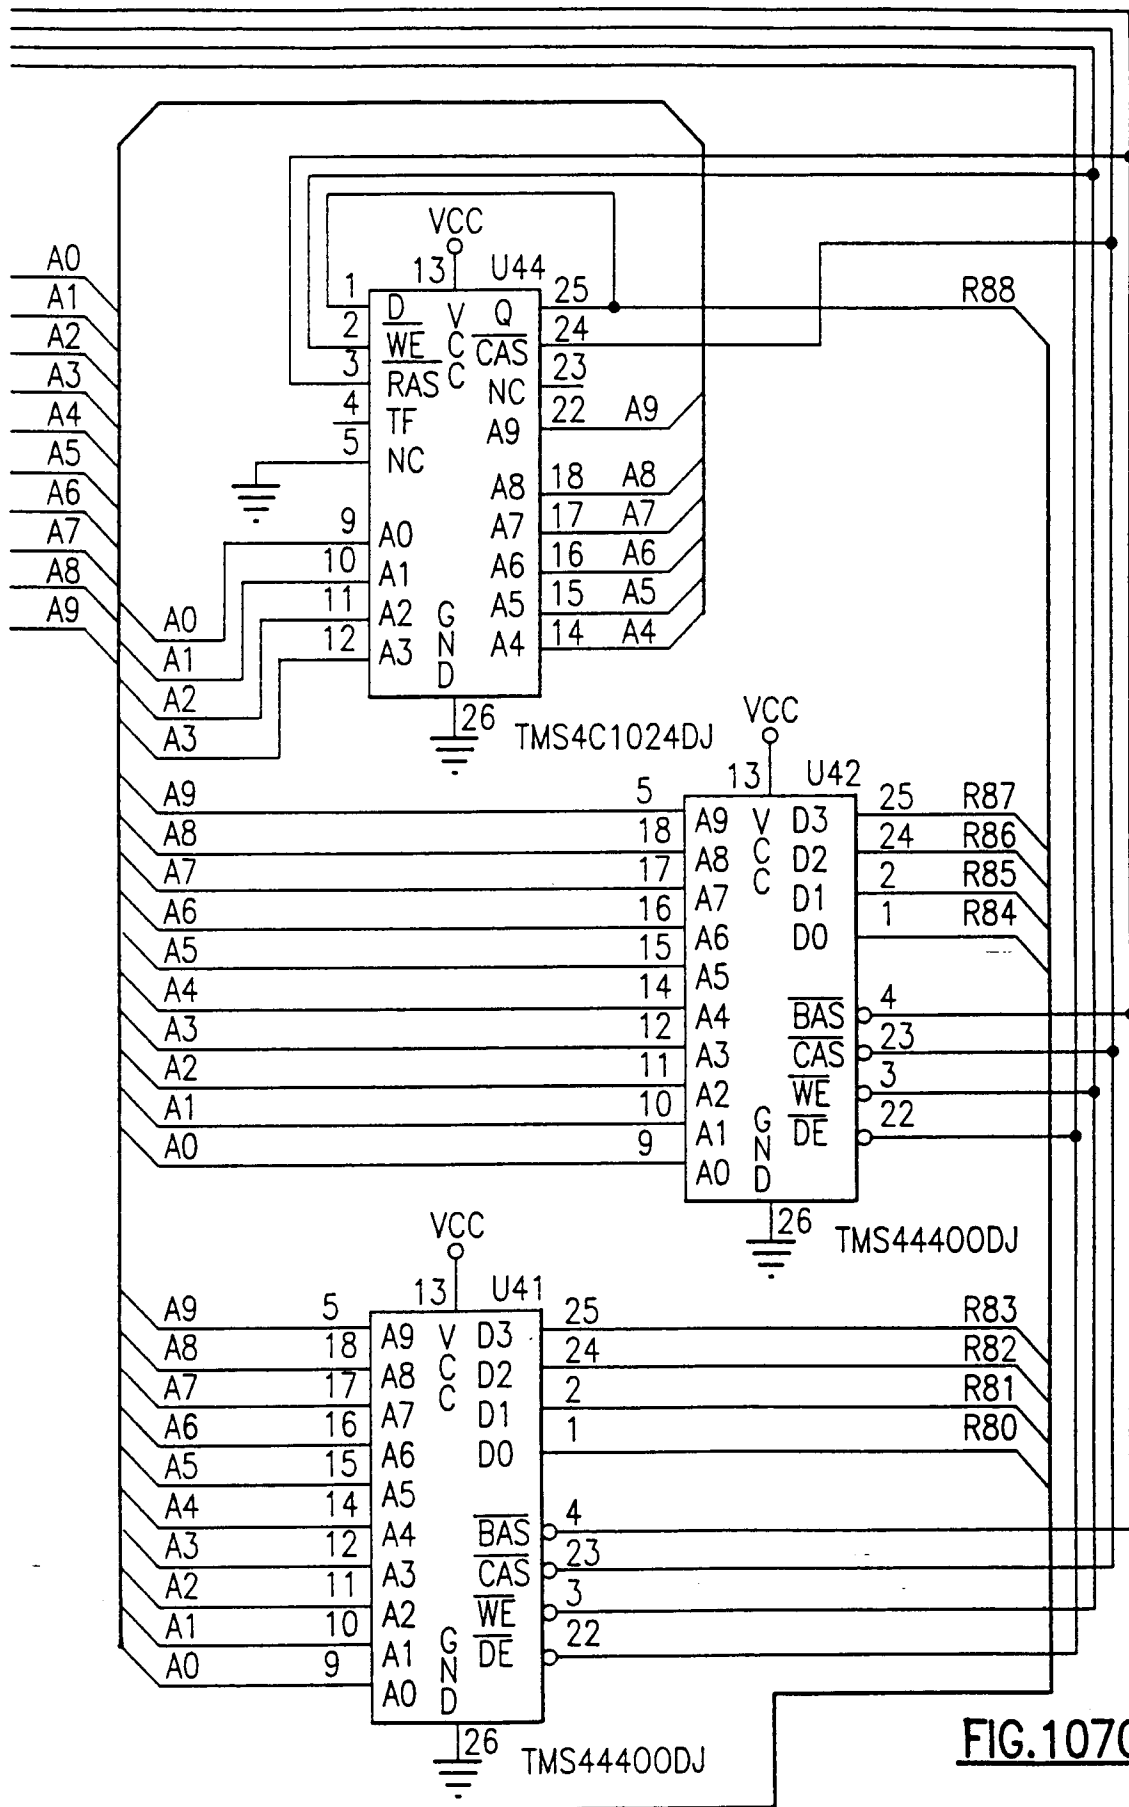 A0
A1
A2
A3
A4
A5
A6
A7
A8
A9
VCC
13
U44
1
2
3
4
5
9
10
11
12
D
WE
RAS
TF
NC
A0
A1
A2
A3
VCC
GND
Q
CAS
NC
A9
A8
A7
A6
A5
A4
25
24
23
22
18
17
16
15
14
R88
A9
A8
A7
A6
A5
A4
A0
A1
A2
A3
26
TMS4C1024DJ
VCC
13
U42
A9 5 A9
A8 18 A8
A7 17 A7
A6 16 A6
A5 15 A5
A4 14 A4
A3 12 A3
A2 11 A2
A1 10 A1
A0 9 A0
VCC
GND
D3 25 R87
D2 24 R86
D1 2 R85
D0 1 R84
BAS 4
CAS 23
WE 3
DE 22
26
TMS44400DJ
VCC
13
U41
A9 5 A9
A8 18 A8
A7 17 A7
A6 16 A6
A5 15 A5
A4 14 A4
A3 12 A3
A2 11 A2
A1 10 A1
A0 9 A0
VCC
GND
D3 25 R83
D2 24 R82
D1 2 R81
D0 1 R80
BAS 4
CAS 23
WE 3
DE 22
26
TMS44400DJ